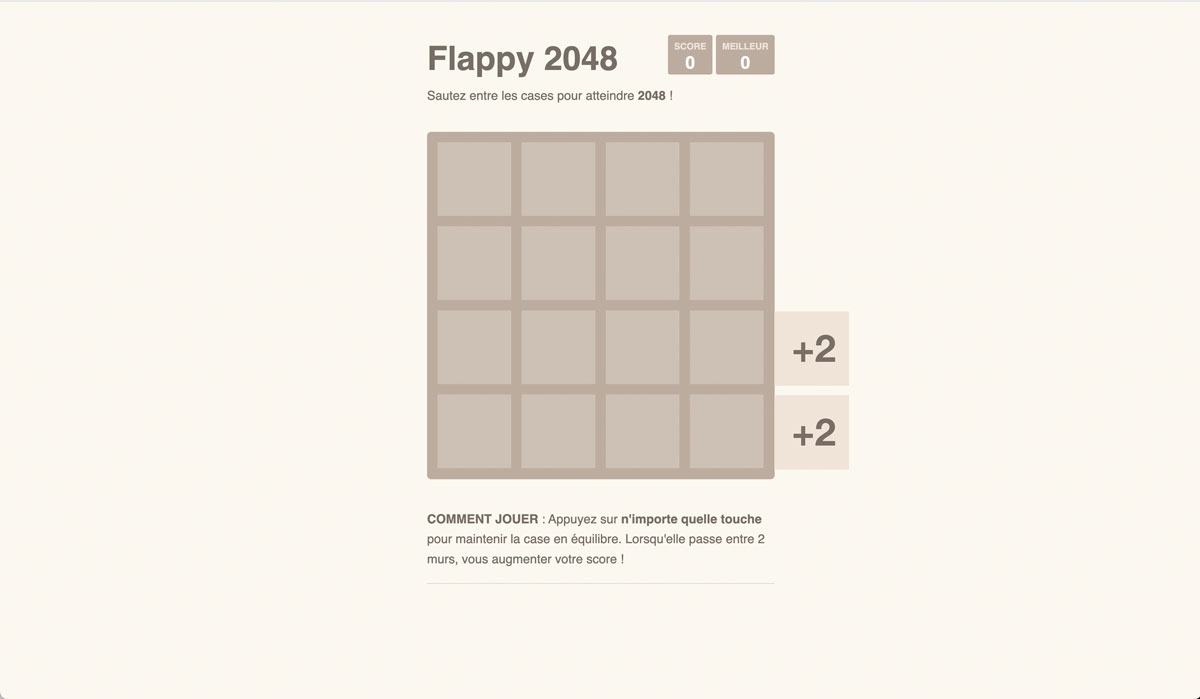 Flappy 2048
SCORE
0
MEILLEUR
0
Sautez entre les cases pour atteindre 2048 !
+2
+2
COMMENT JOUER : Appuyez sur n'importe quelle touche
pour maintenir la case en équilibre. Lorsqu'elle passe entre 2
murs, vous augmenter votre score !